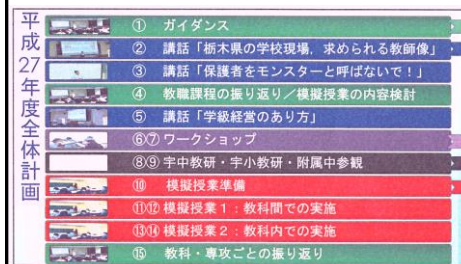 平成27年度全体計画
① ガイダンス
② 講話「栃木県の学校現場，求められる教師像」
③ 講話「保護者をモンスターと呼ばないで！」
④ 教職課程の振り返り／模擬授業の内容検討
⑤ 講話「学級経営のあり方」
⑥⑦ ワークショップ
⑧⑨ 宇中教研・宇小教研・附属中参観
⑩ 模擬授業準備
⑪⑫ 模擬授業1：教科間での実施
⑬⑭ 模擬授業2：教科内での実施
⑮ 教科・専攻ごとの振り返り